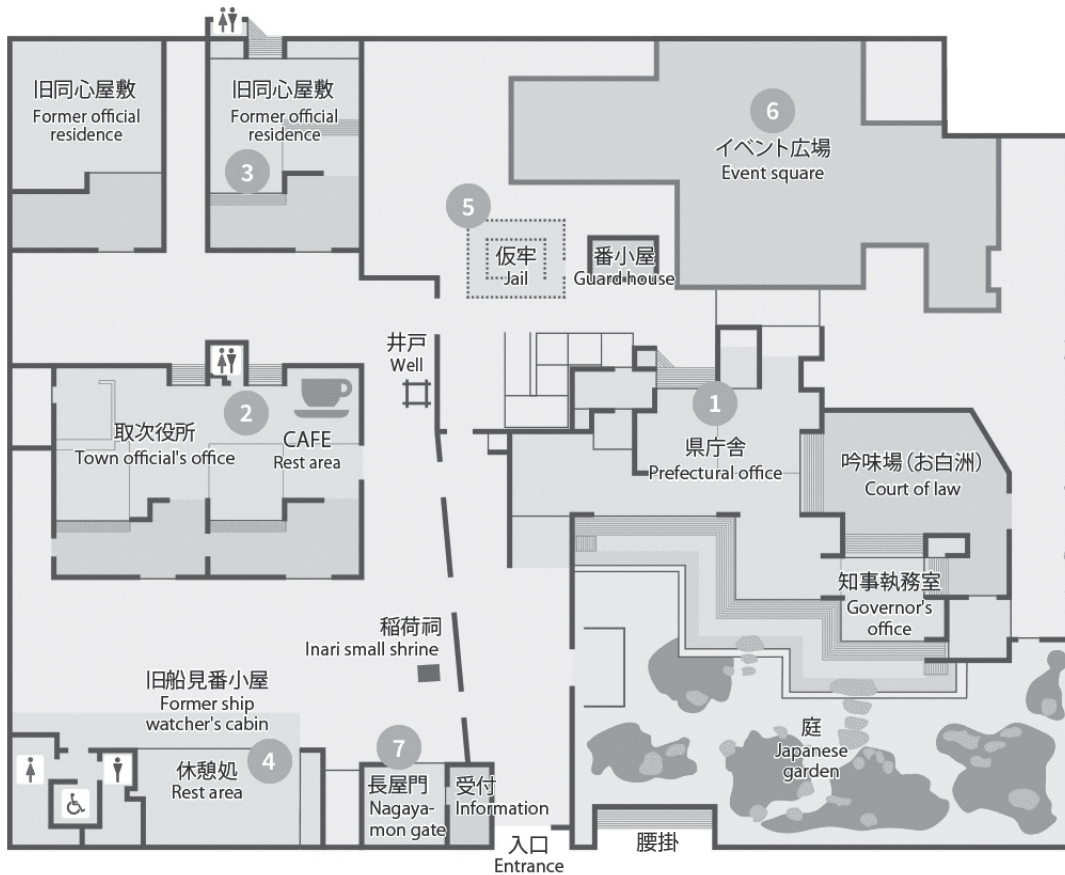 旧同心屋敷
Former official
residence
旧同心屋敷
Former official
residence
3
6
イベント広場
Event square
5
仮牢
Jail
番小屋
Guard house
井戸
Well
2
取次役所
Town official's office
CAFE
Rest area
1
県庁舎
Prefectural office
吟味場(お白洲)
Court of law
知事執務室
Governor's
office
稲荷祠
Inari small shrine
旧船見番小屋
Former ship
watcher's cabin
4
休憩処
Rest area
7
長屋門
Nagaya-
mon gate
受付
Information
庭
Japanese
garden
入口
Entrance
腰掛